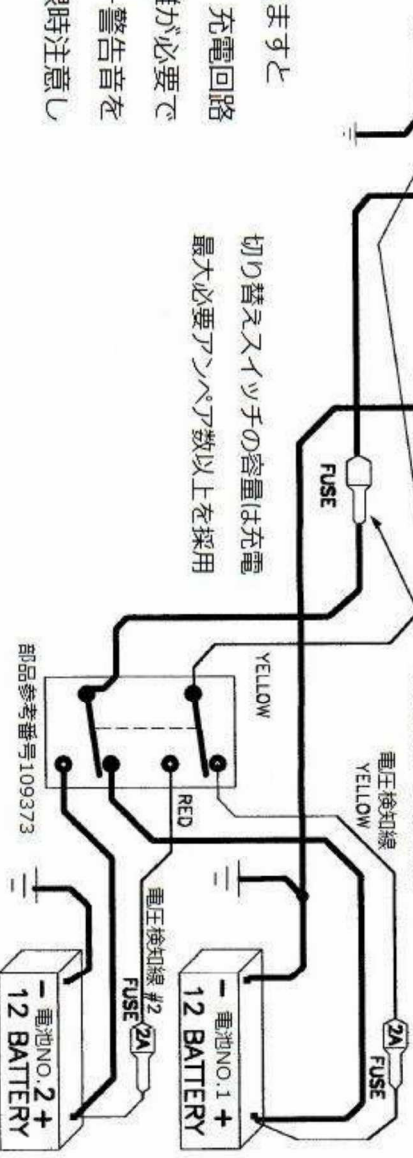 ますと
充電回路
が必要で
警告音を
時注意し
切り替えスイッチの容量は充電
最大必要アンペア数以上を採用
FUSE
YELLOW
RED
部品参考番号109373
電圧検知線
YELLOW
2A
FUSE
電圧検知線 #2
FUSE 2A
- 電池NO.1 +
12 BATTERY
- 電池NO.2 +
12 BATTERY